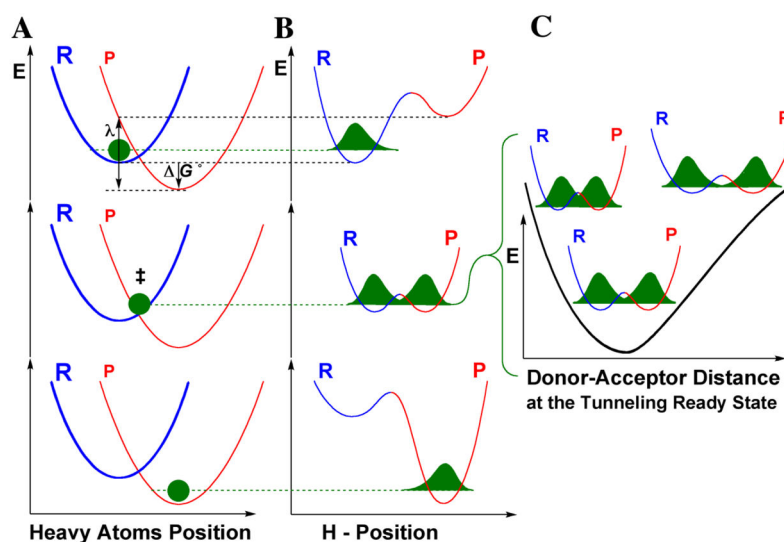 A
B
C
R
P
E
λ
ΔG°
E
R
P
R
P
R
P
R
P
R
P
‡
R
P
R
P
E
Donor-Acceptor Distance
at the Tunneling Ready State
R
P
R
P
Heavy Atoms Position
H - Position